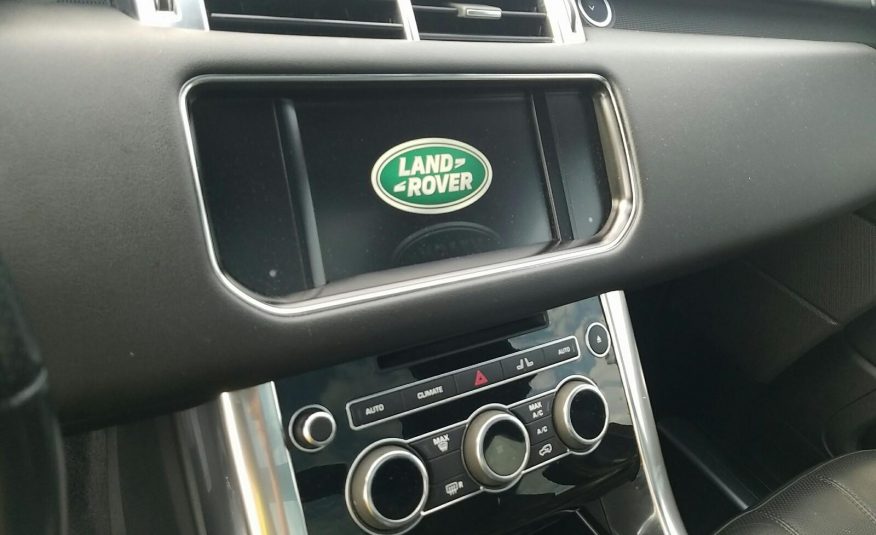 LAND
ROVER
AUTO
CLIMATE
AUTO
MAX
MAX
A/C
A/C
R